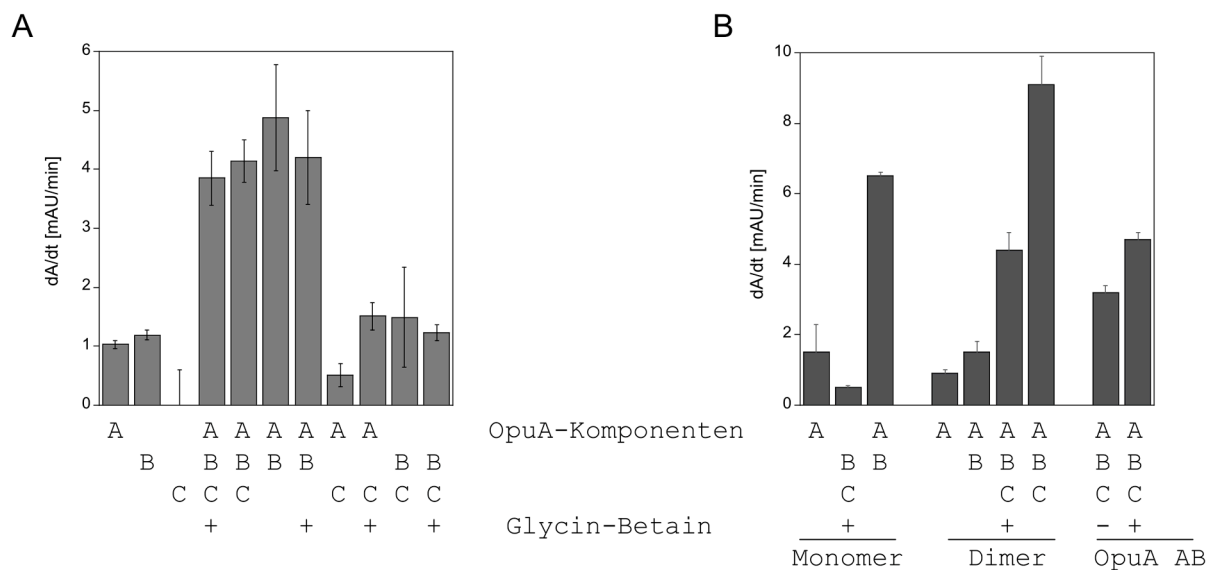 A
6
5
4
3
2
1
0
dA/dt [mAU/min]
B
10
8
6
4
2
0
dA/dt [mAU/min]
A A A A A A A OpuA-Komponenten A A A A A A A A
B B B B B B B B B B B B B B
C C C C C C C C C C C C
+ + + + Glycin-Betain + + - +
Monomer Dimer OpuA AB